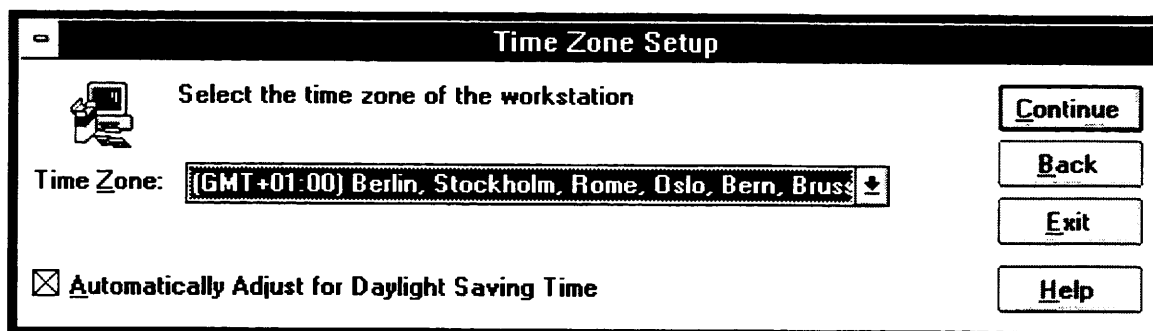 Time Zone Setup
Select the time zone of the workstation
Continue
Time Zone: (GMT+01:00) Berlin, Stockholm, Rome, Oslo, Bern, Bruss
Back
Exit
Automatically Adjust for Daylight Saving Time
Help